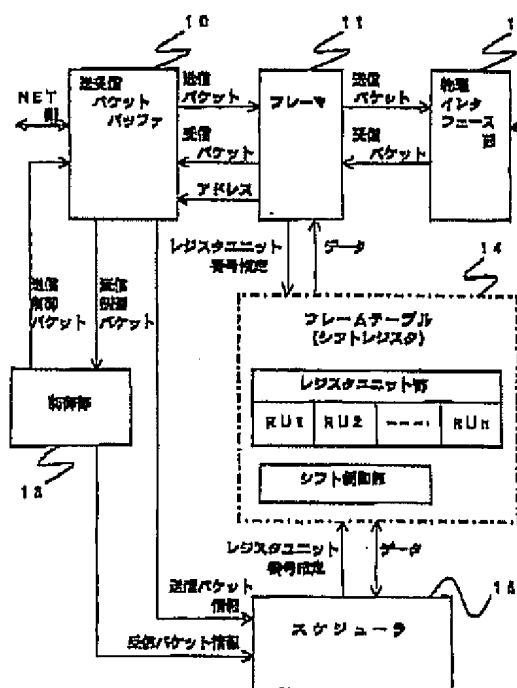 10
11
1
NET
側
送受信
パケット
バッファ
送信
パケット
フレーマ
送信
パケット
物理
インタ
フェース
受信
パケット
受信
パケット
アドレス
レジスタユニット
番号指定
データ
14
送信
制御
パケット
パケット
フレームテーブル
(シフトレジスタ)
レジスタユニット部
RU1 RU2 ---- RUn
制御部
シフト制御部
13
レジスタユニット
番号指定
データ
送信パケット
情報
15
受信パケット情報
スケジューラ